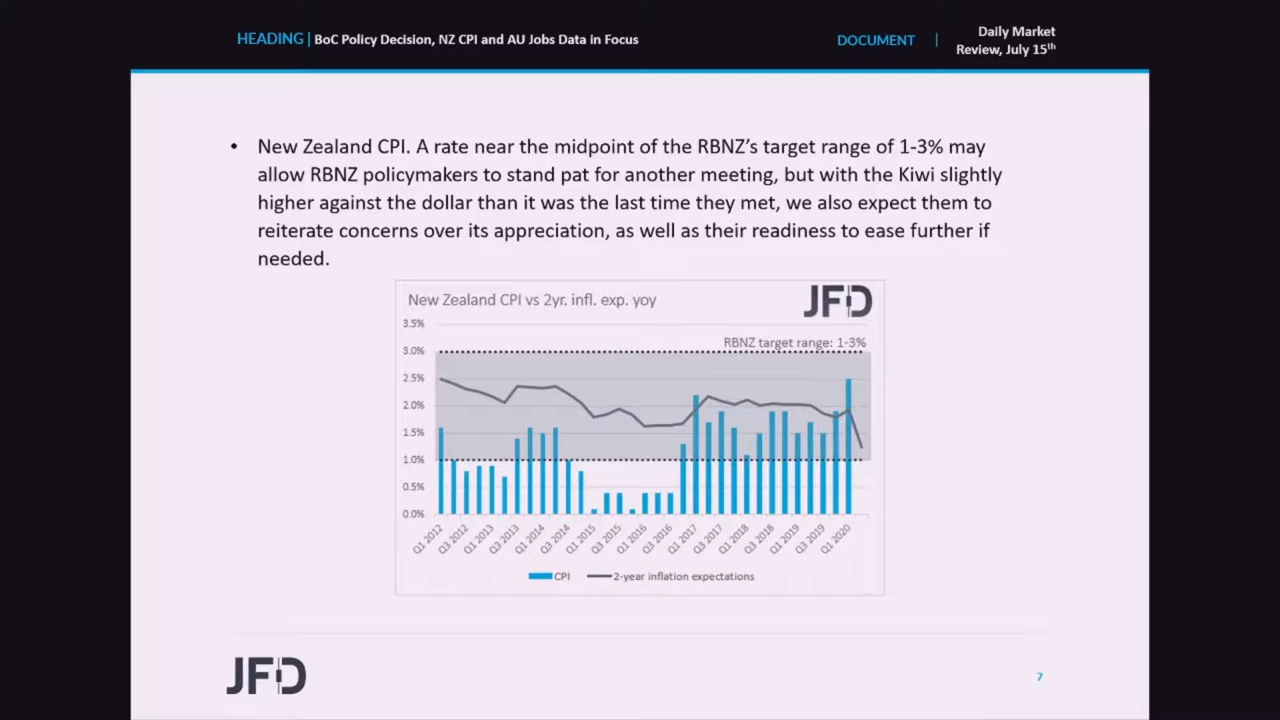 HEADING | BoC Policy Decision, NZ CPI and AU Jobs Data in Focus
DOCUMENT |
Daily Market
Review, July 15th
• New Zealand CPI. A rate near the midpoint of the RBNZ's target range of 1-3% may
allow RBNZ policymakers to stand pat for another meeting, but with the Kiwi slightly
higher against the dollar than it was the last time they met, we also expect them to
reiterate concerns over its appreciation, as well as their readiness to ease further if
needed.
New Zealand CPI vs 2yr. infl. exp. yoy
JFD
3.5%
RBNZ target range: 1-3%
3.0%
2.5%
2.0%
1.5%
1.0%
0.5%
0.0%
Q1 2012
Q3 2012
Q1 2013
Q3 2013
Q1 2014
Q3 2014
Q1 2015
Q3 2015
Q1 2016
Q3 2016
Q1 2017
Q3 2017
Q1 2018
Q3 2018
Q1 2019
Q3 2019
Q1 2020
CPI
2-year inflation expectations
JFD
7